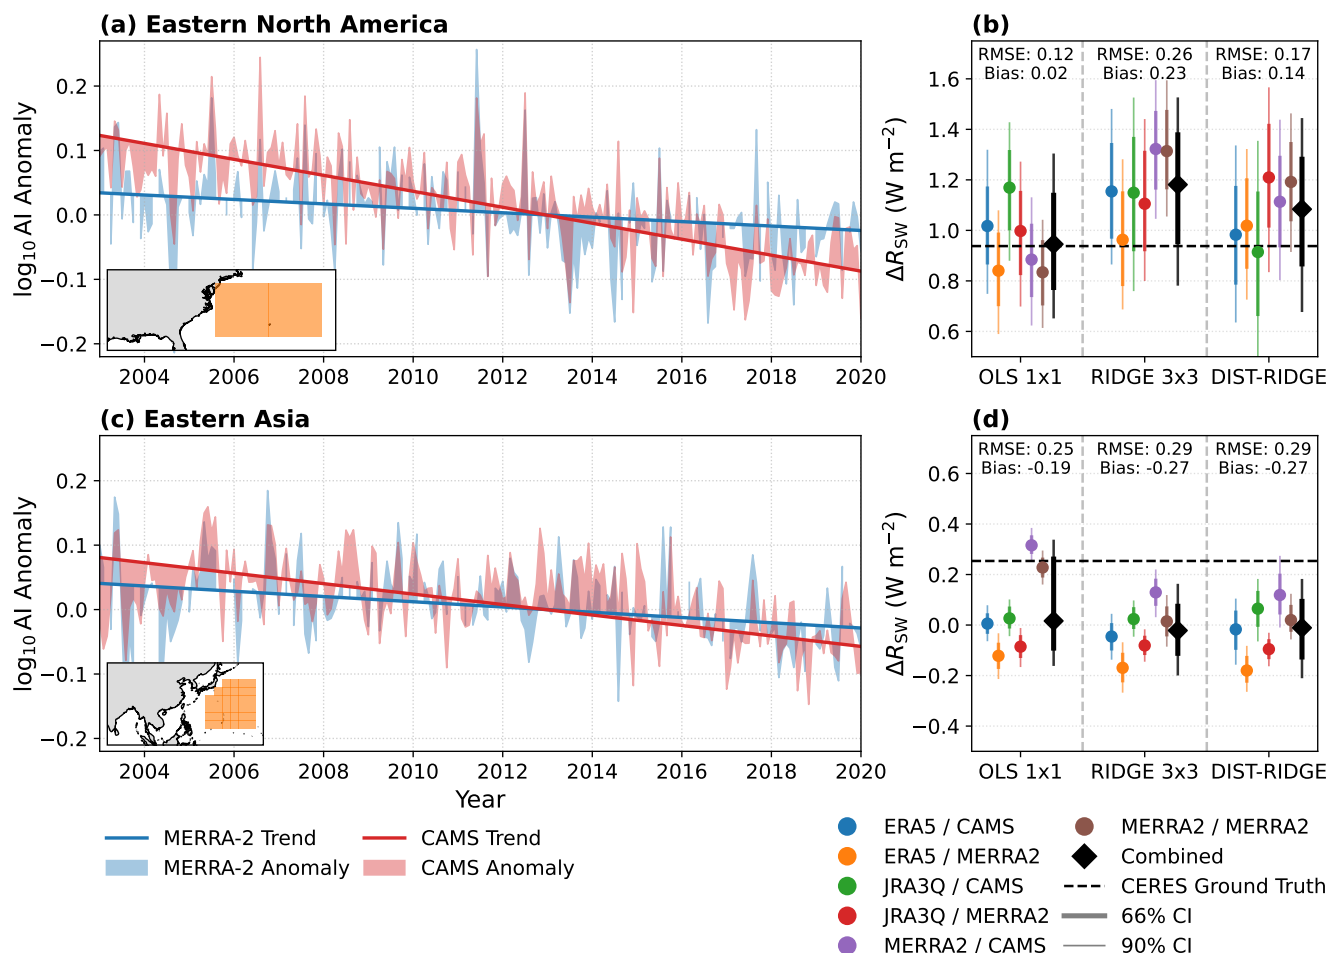 (a) Eastern North America
log₁₀ AI Anomaly
0.2
0.1
0.0
−0.1
−0.2
2004 2006 2008 2010 2012 2014 2016 2018 2020
(b)
RMSE: 0.12 RMSE: 0.26 RMSE: 0.17
Bias: 0.02 Bias: 0.23 Bias: 0.14
ΔR_SW (W m⁻²)
1.6
1.4
1.2
1.0
0.8
0.6
OLS 1x1 RIDGE 3x3 DIST-RIDGE
(c) Eastern Asia
log₁₀ AI Anomaly
0.2
0.1
0.0
−0.1
−0.2
2004 2006 2008 2010 2012 2014 2016 2018 2020
Year
(d)
RMSE: 0.25 RMSE: 0.29 RMSE: 0.29
Bias: -0.19 Bias: -0.27 Bias: -0.27
ΔR_SW (W m⁻²)
0.6
0.4
0.2
0.0
−0.2
−0.4
OLS 1x1 RIDGE 3x3 DIST-RIDGE
MERRA-2 Trend
MERRA-2 Anomaly
CAMS Trend
CAMS Anomaly
ERA5 / CAMS
ERA5 / MERRA2
JRA3Q / CAMS
JRA3Q / MERRA2
MERRA2 / CAMS
MERRA2 / MERRA2
Combined
CERES Ground Truth
66% CI
90% CI